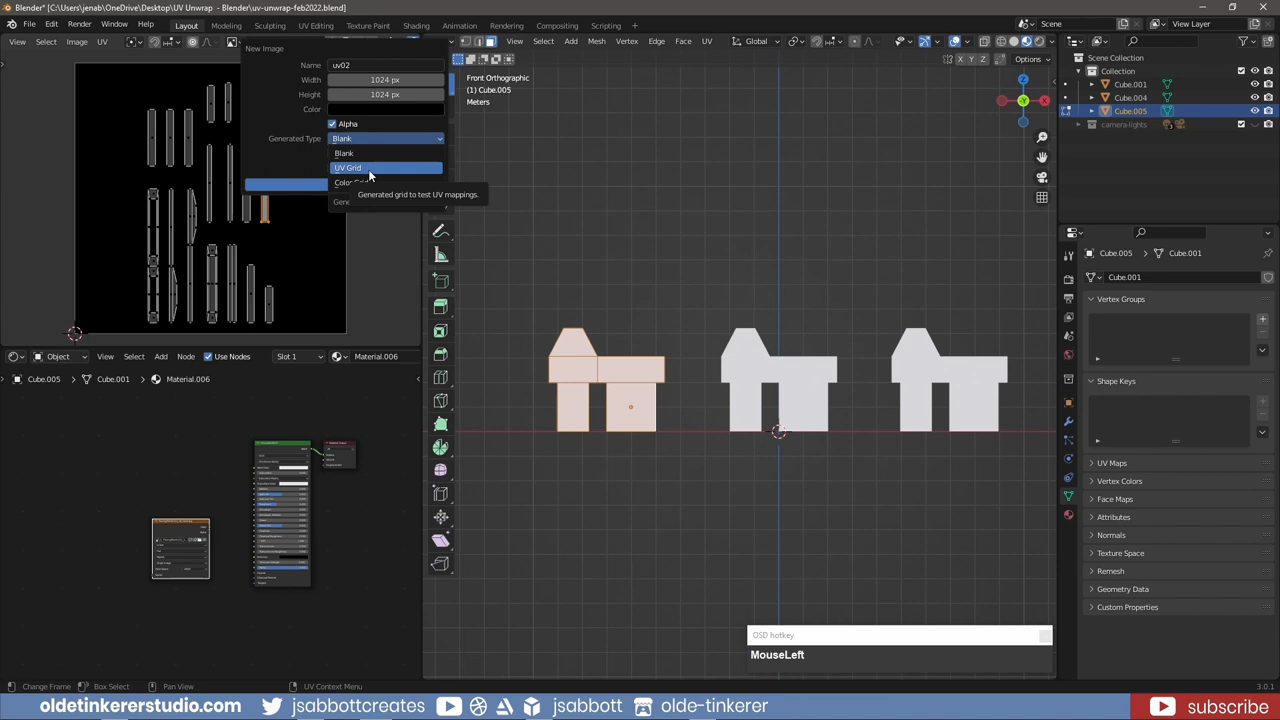 Blender* [C:\Users\jenab\OneDrive\Desktop\UV Unwrap - Blender\uv-unwrap-feb2022.blend]
File Edit Render Window Help Layout Modeling Sculpting UV Editing Texture Paint Shading Animation Rendering Compositing Scripting + Scene View Layer
View Select Image UV
New Image
Name uv02
Width 1024 px
Height 1024 px
Color
Alpha
Generated Type Blank
Blank
UV Grid
Generated grid to test UV mappings.
View Select Add Mesh Vertex Edge Face UV Global
X Y Z Options
Front Orthographic
(1) Cube.005
Meters
Z
Y
X
Object View Select Add Node Use Nodes Slot 1 Material.006
Cube.005 Cube.001 Material.006
Scene Collection
Collection
Cube.001
Cube.004
Cube.005
camera-lights
Cube.005 Cube.001
Cube.001
Vertex Groups
Shape Keys
UV Maps
Vertex Colors
Face Maps
Attributes
Normals
Texture Space
Remesh
Geometry Data
Custom Properties
OSD hotkey
MouseLeft
Change Frame Box Select Pan View UV Context Menu 3.0.1
oldetinkererstudio.com jsabbottcreates jsabbott olde-tinkerer subscribe